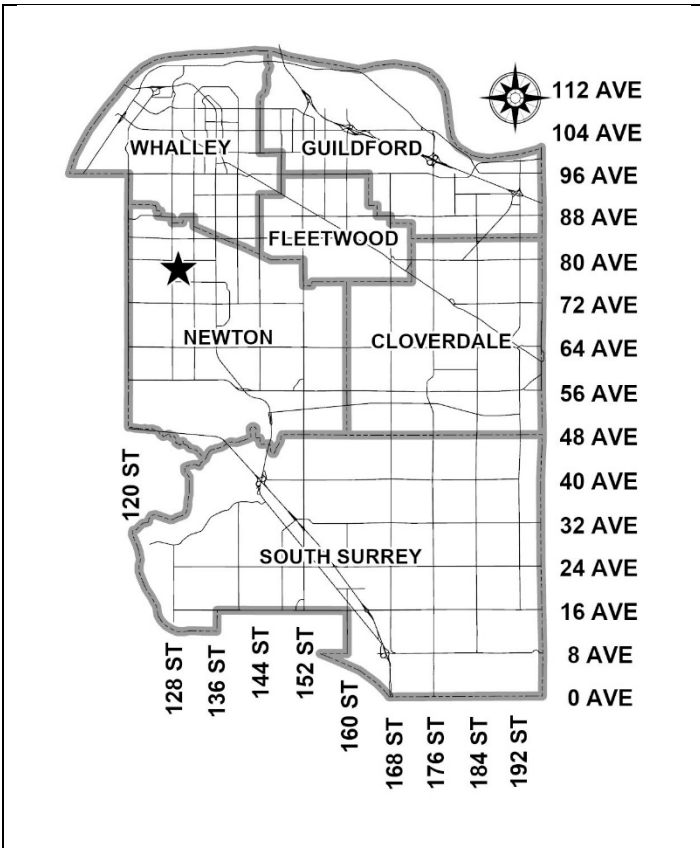 112 AVE
104 AVE
WHALLEY
GUILDFORD
96 AVE
88 AVE
FLEETWOOD
80 AVE
72 AVE
NEWTON
CLOVERDALE
64 AVE
56 AVE
48 AVE
120 ST
40 AVE
32 AVE
SOUTH SURREY
24 AVE
16 AVE
8 AVE
128 ST
136 ST
144 ST
152 ST
160 ST
0 AVE
168 ST
176 ST
184 ST
192 ST